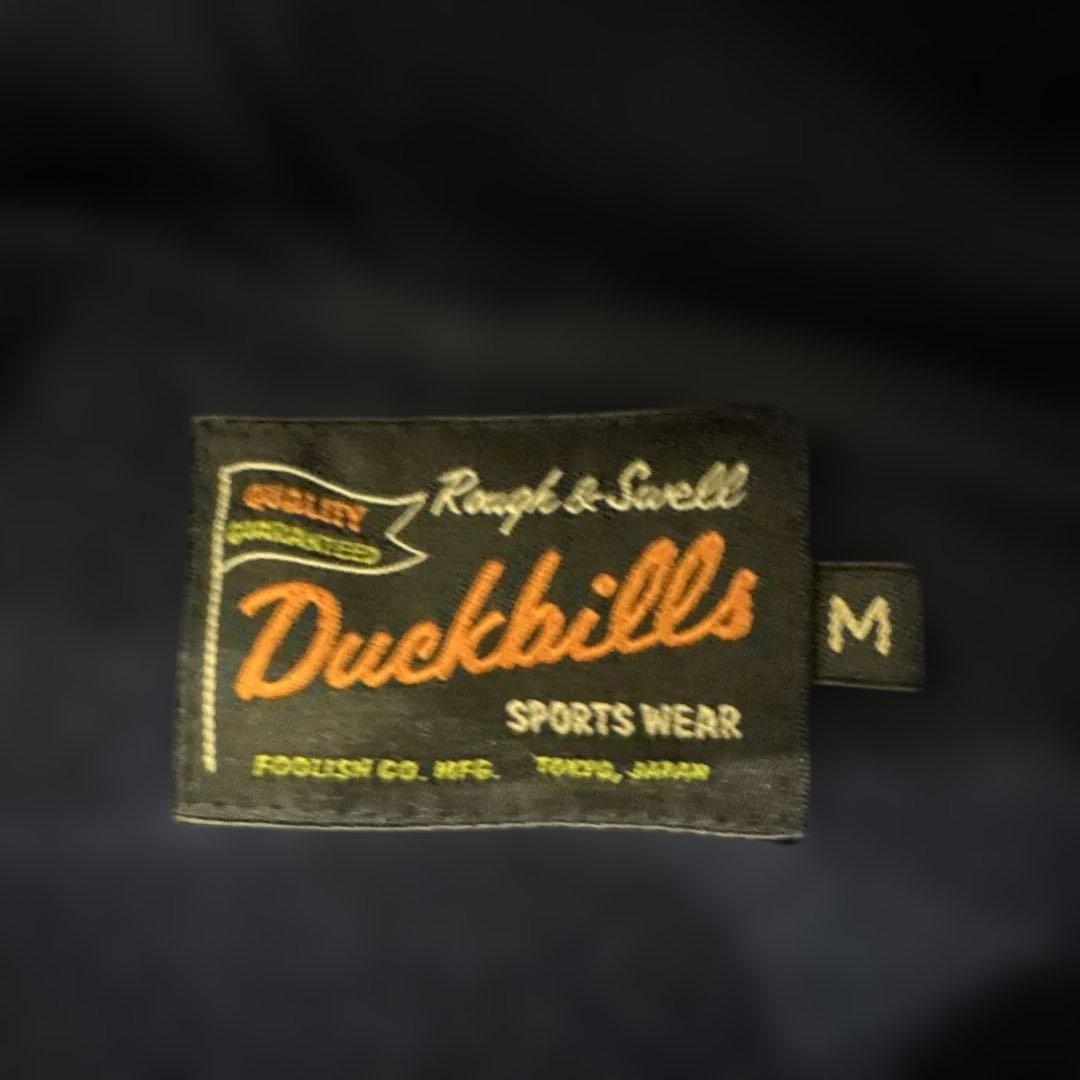 QUALITY
GUARANTEED
Rough & Swell
Duckbills
SPORTS WEAR
FOOLISH CO. MFG. TOKYO, JAPAN
M